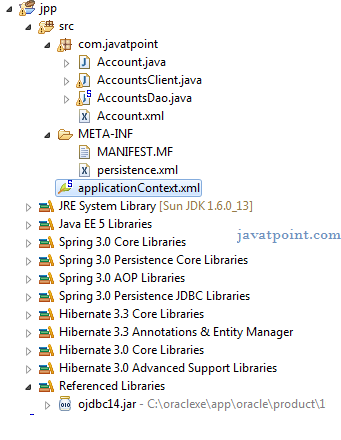 jpp
src
com.javatpoint
Account.java
AccountsClient.java
AccountsDao.java
Account.xml
META-INF
MANIFEST.MF
persistence.xml
applicationContext.xml
JRE System Library [Sun JDK 1.6.0_13]
Java EE 5 Libraries
javatpoint.com
Spring 3.0 Core Libraries
Spring 3.0 Persistence Core Libraries
Spring 3.0 AOP Libraries
Spring 3.0 Persistence JDBC Libraries
Hibernate 3.3 Core Libraries
Hibernate 3.3 Annotations & Entity Manager
Hibernate 3.0 Core Libraries
Hibernate 3.0 Advanced Support Libraries
Referenced Libraries
ojdbc14.jar - C:\oraclexe\app\oracle\product\1